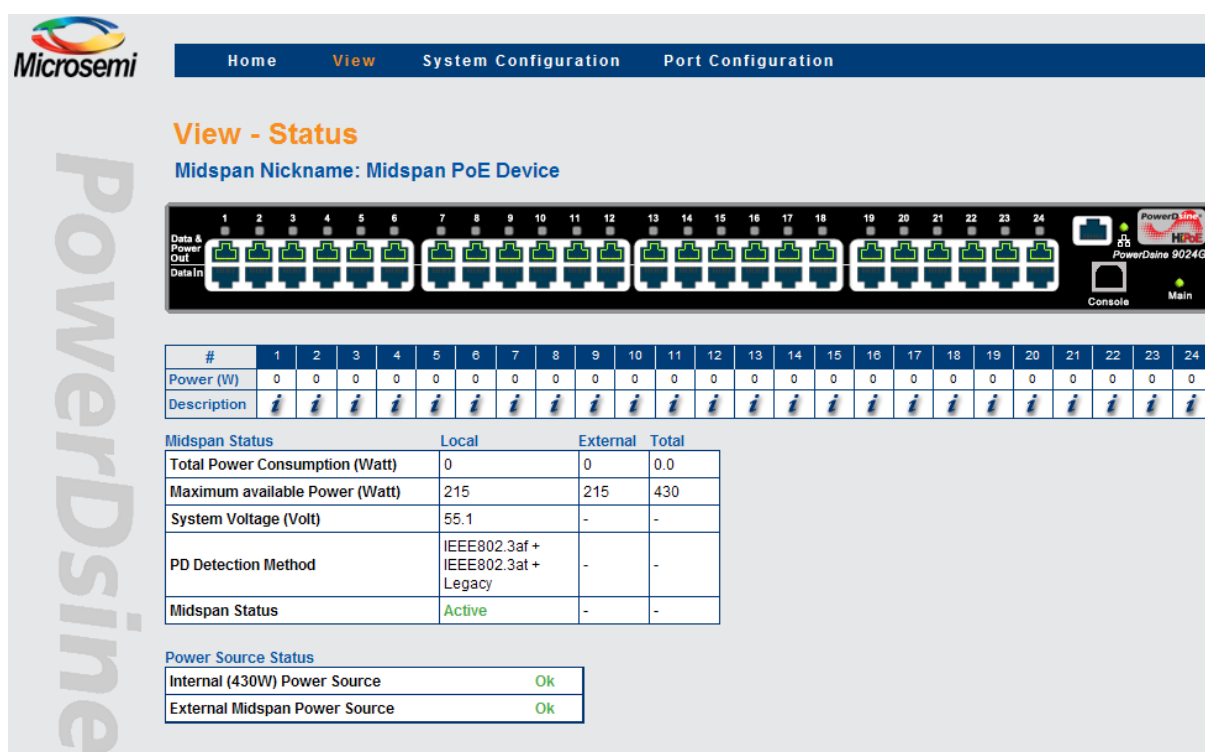 Microsemi
Home View System Configuration Port Configuration
PowerDsine
View - Status
Midspan Nickname: Midspan PoE Device
1 2 3 4 5 6 7 8 9 10 11 12 13 14 15 16 17 18 19 20 21 22 23 24
Data &
Power
Out
Data In
PowerDsine
HiPoE
PowerDsine 9024G
Console
Main
# 1 2 3 4 5 6 7 8 9 10 11 12 13 14 15 16 17 18 19 20 21 22 23 24
Power (W) 0 0 0 0 0 0 0 0 0 0 0 0 0 0 0 0 0 0 0 0 0 0 0 0
Description i i i i i i i i i i i i i i i i i i i i i i i i
Midspan Status Local External Total
Total Power Consumption (Watt) 0 0 0.0
Maximum available Power (Watt) 215 215 430
System Voltage (Volt) 55.1 - -
PD Detection Method IEEE802.3af + - -
IEEE802.3at +
Legacy
Midspan Status Active - -
Power Source Status
Internal (430W) Power Source Ok
External Midspan Power Source Ok